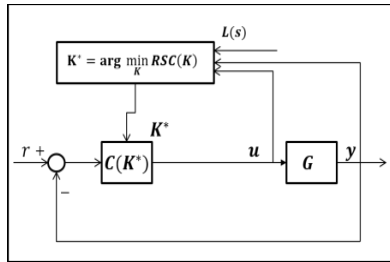 L(s)
K* = arg min RSC(K)
K
K*
r + C(K*) u G y
−